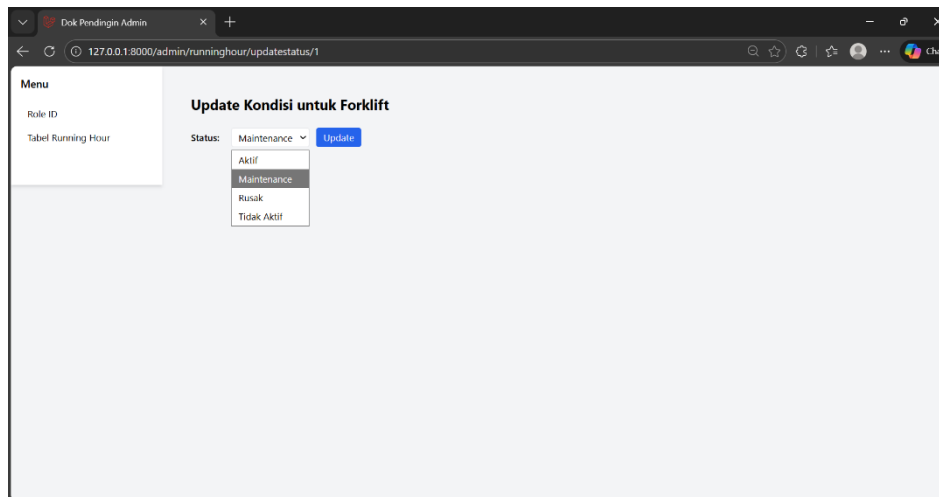 Dok Pendingin Admin
127.0.0.1:8000/admin/runninghour/updatestatus/1
Menu
Role ID
Tabel Running Hour
Update Kondisi untuk Forklift
Status: Maintenance Update
Aktif
Maintenance
Rusak
Tidak Aktif